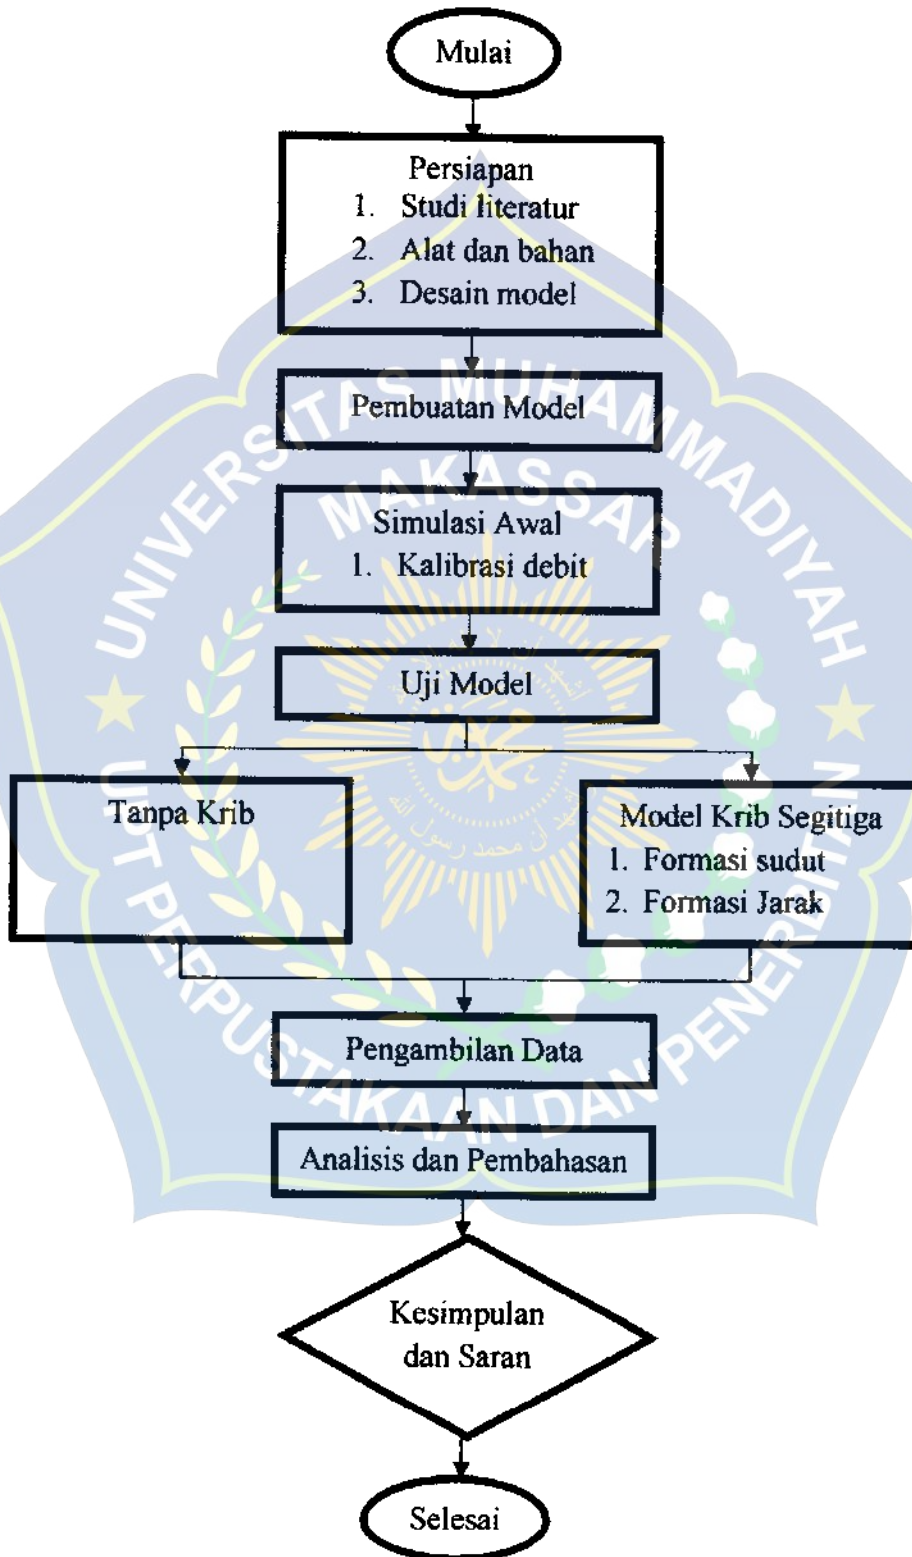 Mulai
Persiapan
1. Studi literatur
2. Alat dan bahan
3. Desain model
Pembuatan Model
Simulasi Awal
1. Kalibrasi debit
Uji Model
Tanpa Krib
Model Krib Segitiga
1. Formasi sudut
2. Formasi Jarak
Pengambilan Data
Analisis dan Pembahasan
Kesimpulan
dan Saran
Selesai
UNIVERSITAS MUHAMMADIYAH
MAKASSAR
UPT PERPUSTAKAAN DAN PENERBITAN